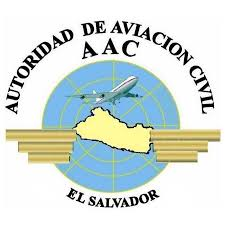 AUTORIDAD DE AVIACION CIVIL
AAC
EL SALVADOR